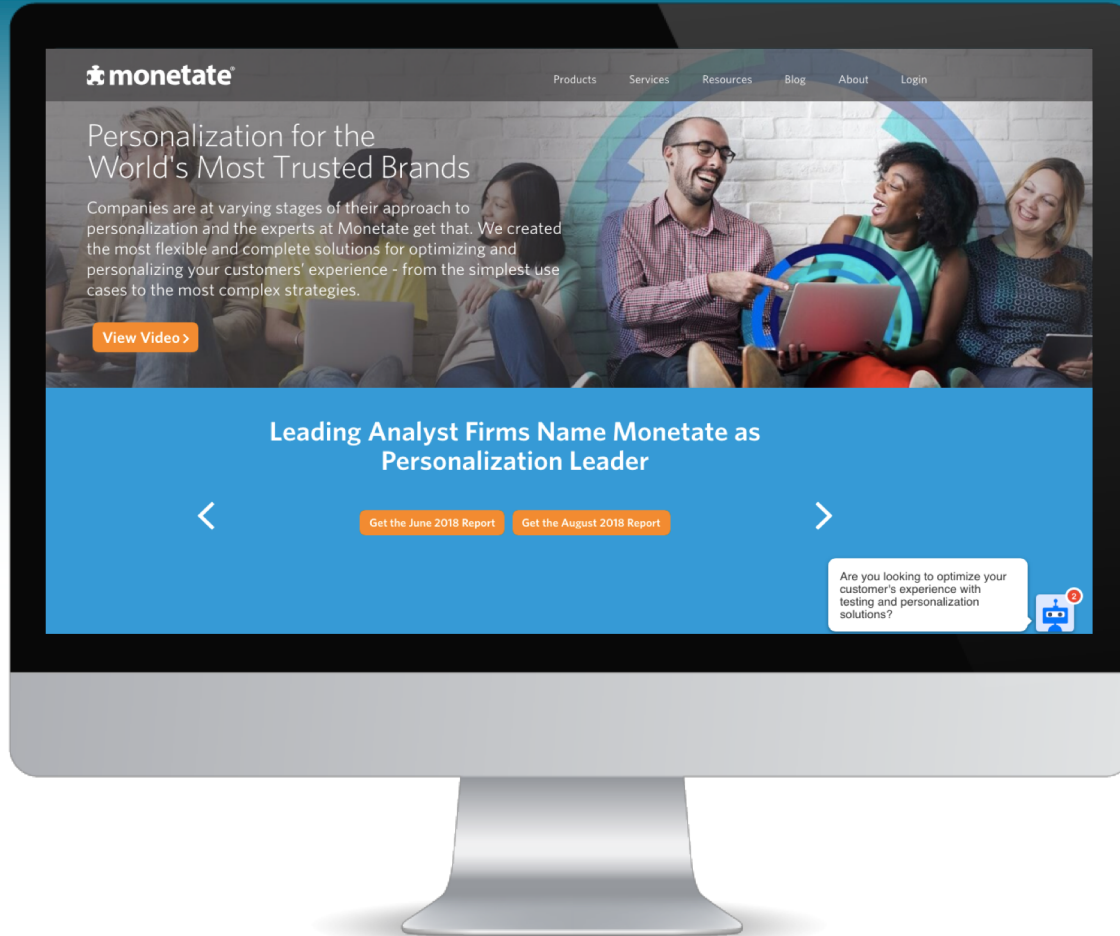 monetate®
Products Services Resources Blog About Login
Personalization for the
World's Most Trusted Brands
Companies are at varying stages of their approach to
personalization and the experts at Monetate get that. We created
the most flexible and complete solutions for optimizing and
personalizing your customers' experience - from the simplest use
cases to the most complex strategies.
View Video >
Leading Analyst Firms Name Monetate as
Personalization Leader
Get the June 2018 Report Get the August 2018 Report
Are you looking to optimize your
customer's experience with
testing and personalization
solutions?
2